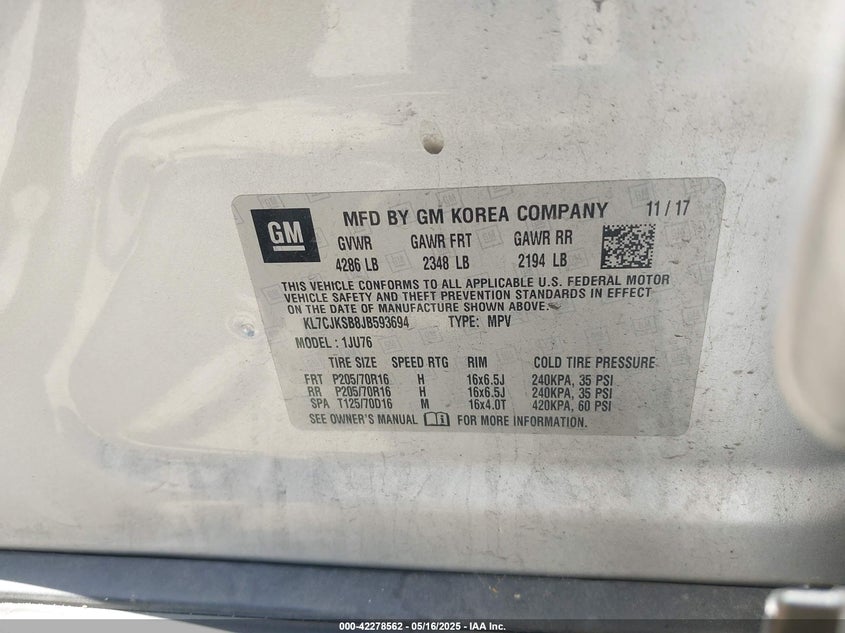 GM
MFD BY GM KOREA COMPANY 11/17
GVWR GAWR FRT GAWR RR
4286 LB 2348 LB 2194 LB
THIS VEHICLE CONFORMS TO ALL APPLICABLE U.S. FEDERAL MOTOR
VEHICLE SAFETY AND THEFT PREVENTION STANDARDS IN EFFECT
ON THE DATE OF MANUFACTURE SHOWN ABOVE.
KL7CJKSB8JB593694 TYPE: MPV
MODEL: 1JU76
TIRE SIZE SPEED RTG RIM COLD TIRE PRESSURE
FRT P205/70R16 H 16x6.5J 240KPA, 35 PSI
RR P205/70R16 H 16x6.5J 240KPA, 35 PSI
SPA T125/70D16 M 16x4.0T 420KPA, 60 PSI
SEE OWNER'S MANUAL FOR MORE INFORMATION.
000-42278562 - 05/16/2025 - IAA Inc.